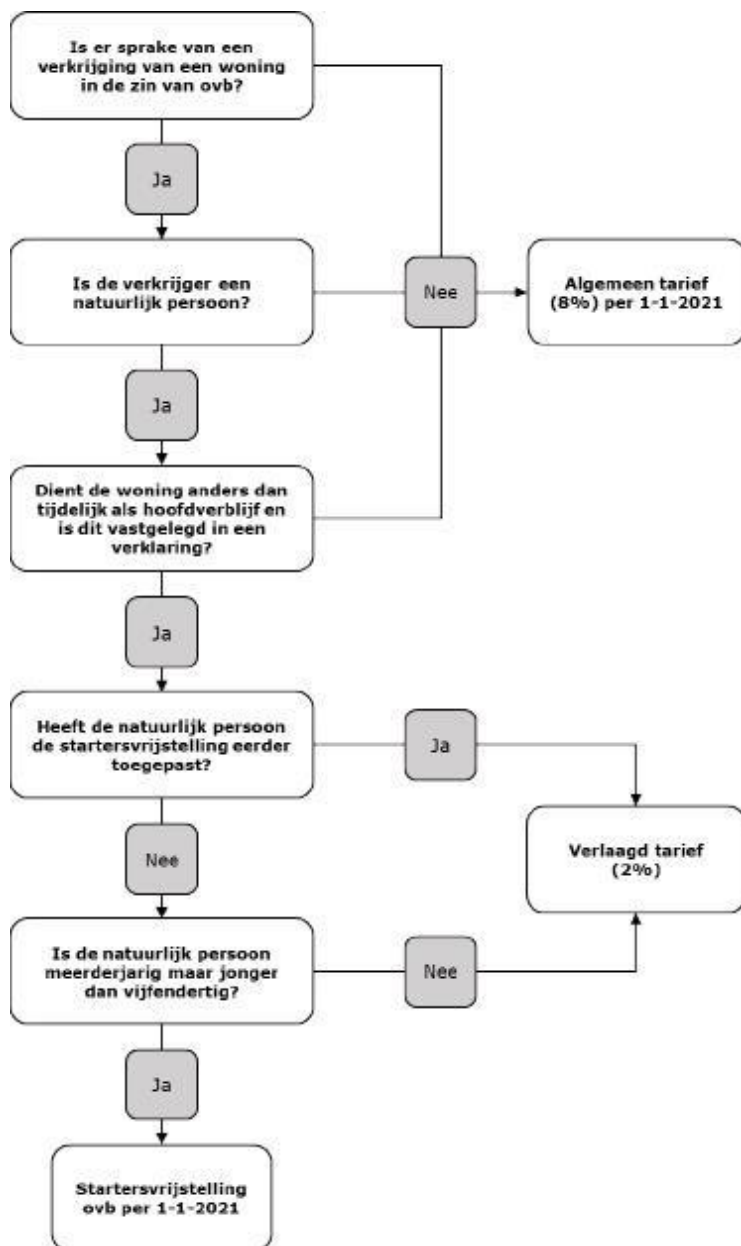 Is er sprake van een
verkrijging van een woning
in de zin van ovb?
Ja
Is de verkrijger een
natuurlijk persoon?
Nee
Algemeen tarief
(8%) per 1-1-2021
Ja
Dient de woning anders dan
tijdelijk als hoofdverblijf en
is dit vastgelegd in een
verklaring?
Ja
Heeft de natuurlijk persoon
de startersvrijstelling eerder
toegepast?
Ja
Verlaagd tarief
(2%)
Nee
Is de natuurlijk persoon
meerderjarig maar jonger
dan vijfendertig?
Nee
Ja
Startersvrijstelling
ovb per 1-1-2021